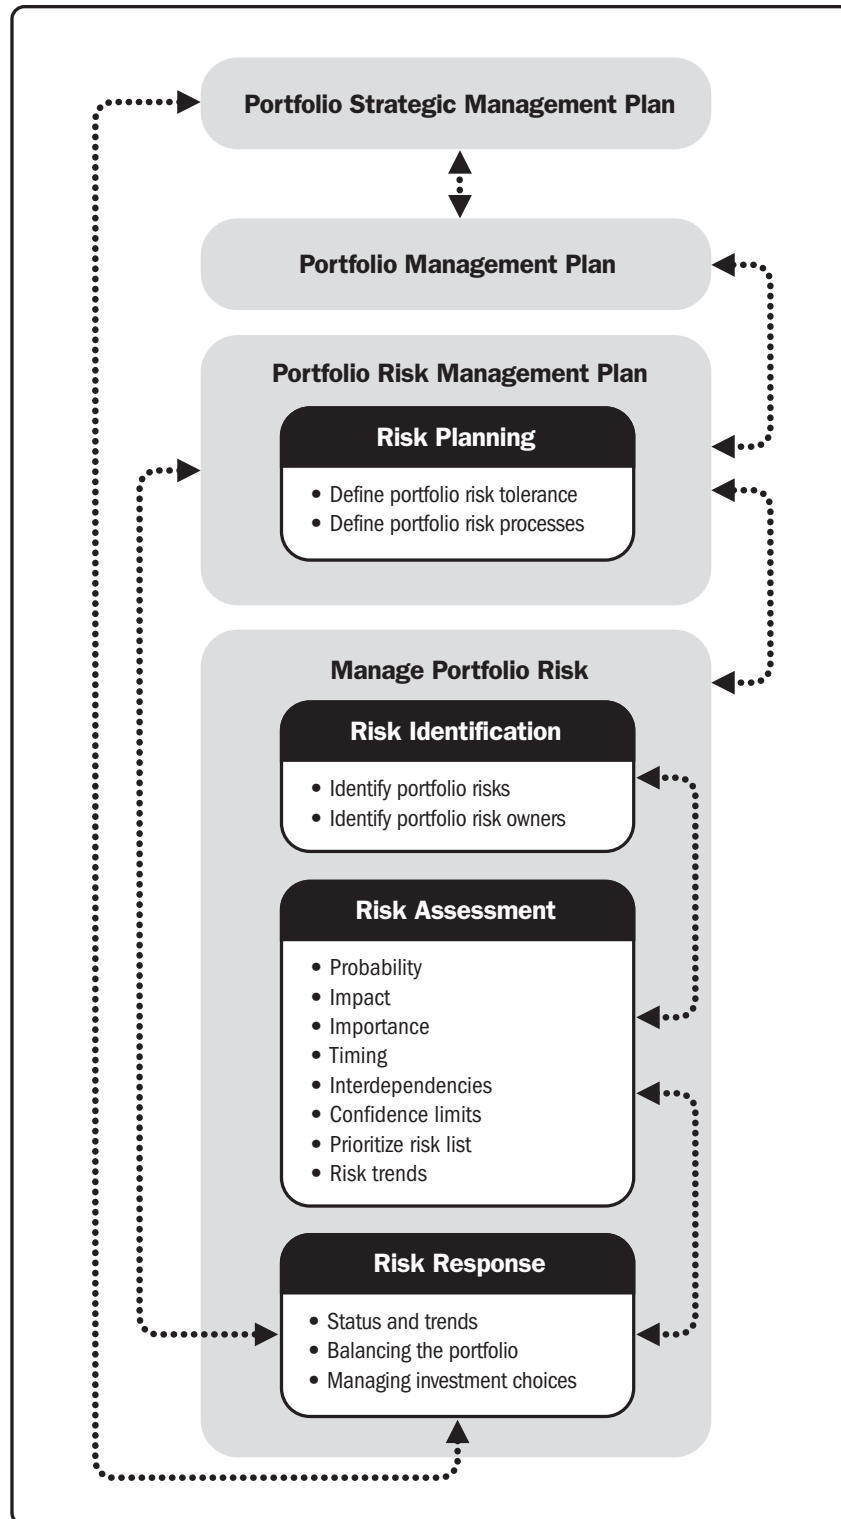 Portfolio Strategic Management Plan
Portfolio Management Plan
Portfolio Risk Management Plan
Risk Planning
• Define portfolio risk tolerance
• Define portfolio risk processes
Manage Portfolio Risk
Risk Identification
• Identify portfolio risks
• Identify portfolio risk owners
Risk Assessment
• Probability
• Impact
• Importance
• Timing
• Interdependencies
• Confidence limits
• Prioritize risk list
• Risk trends
Risk Response
• Status and trends
• Balancing the portfolio
• Managing investment choices